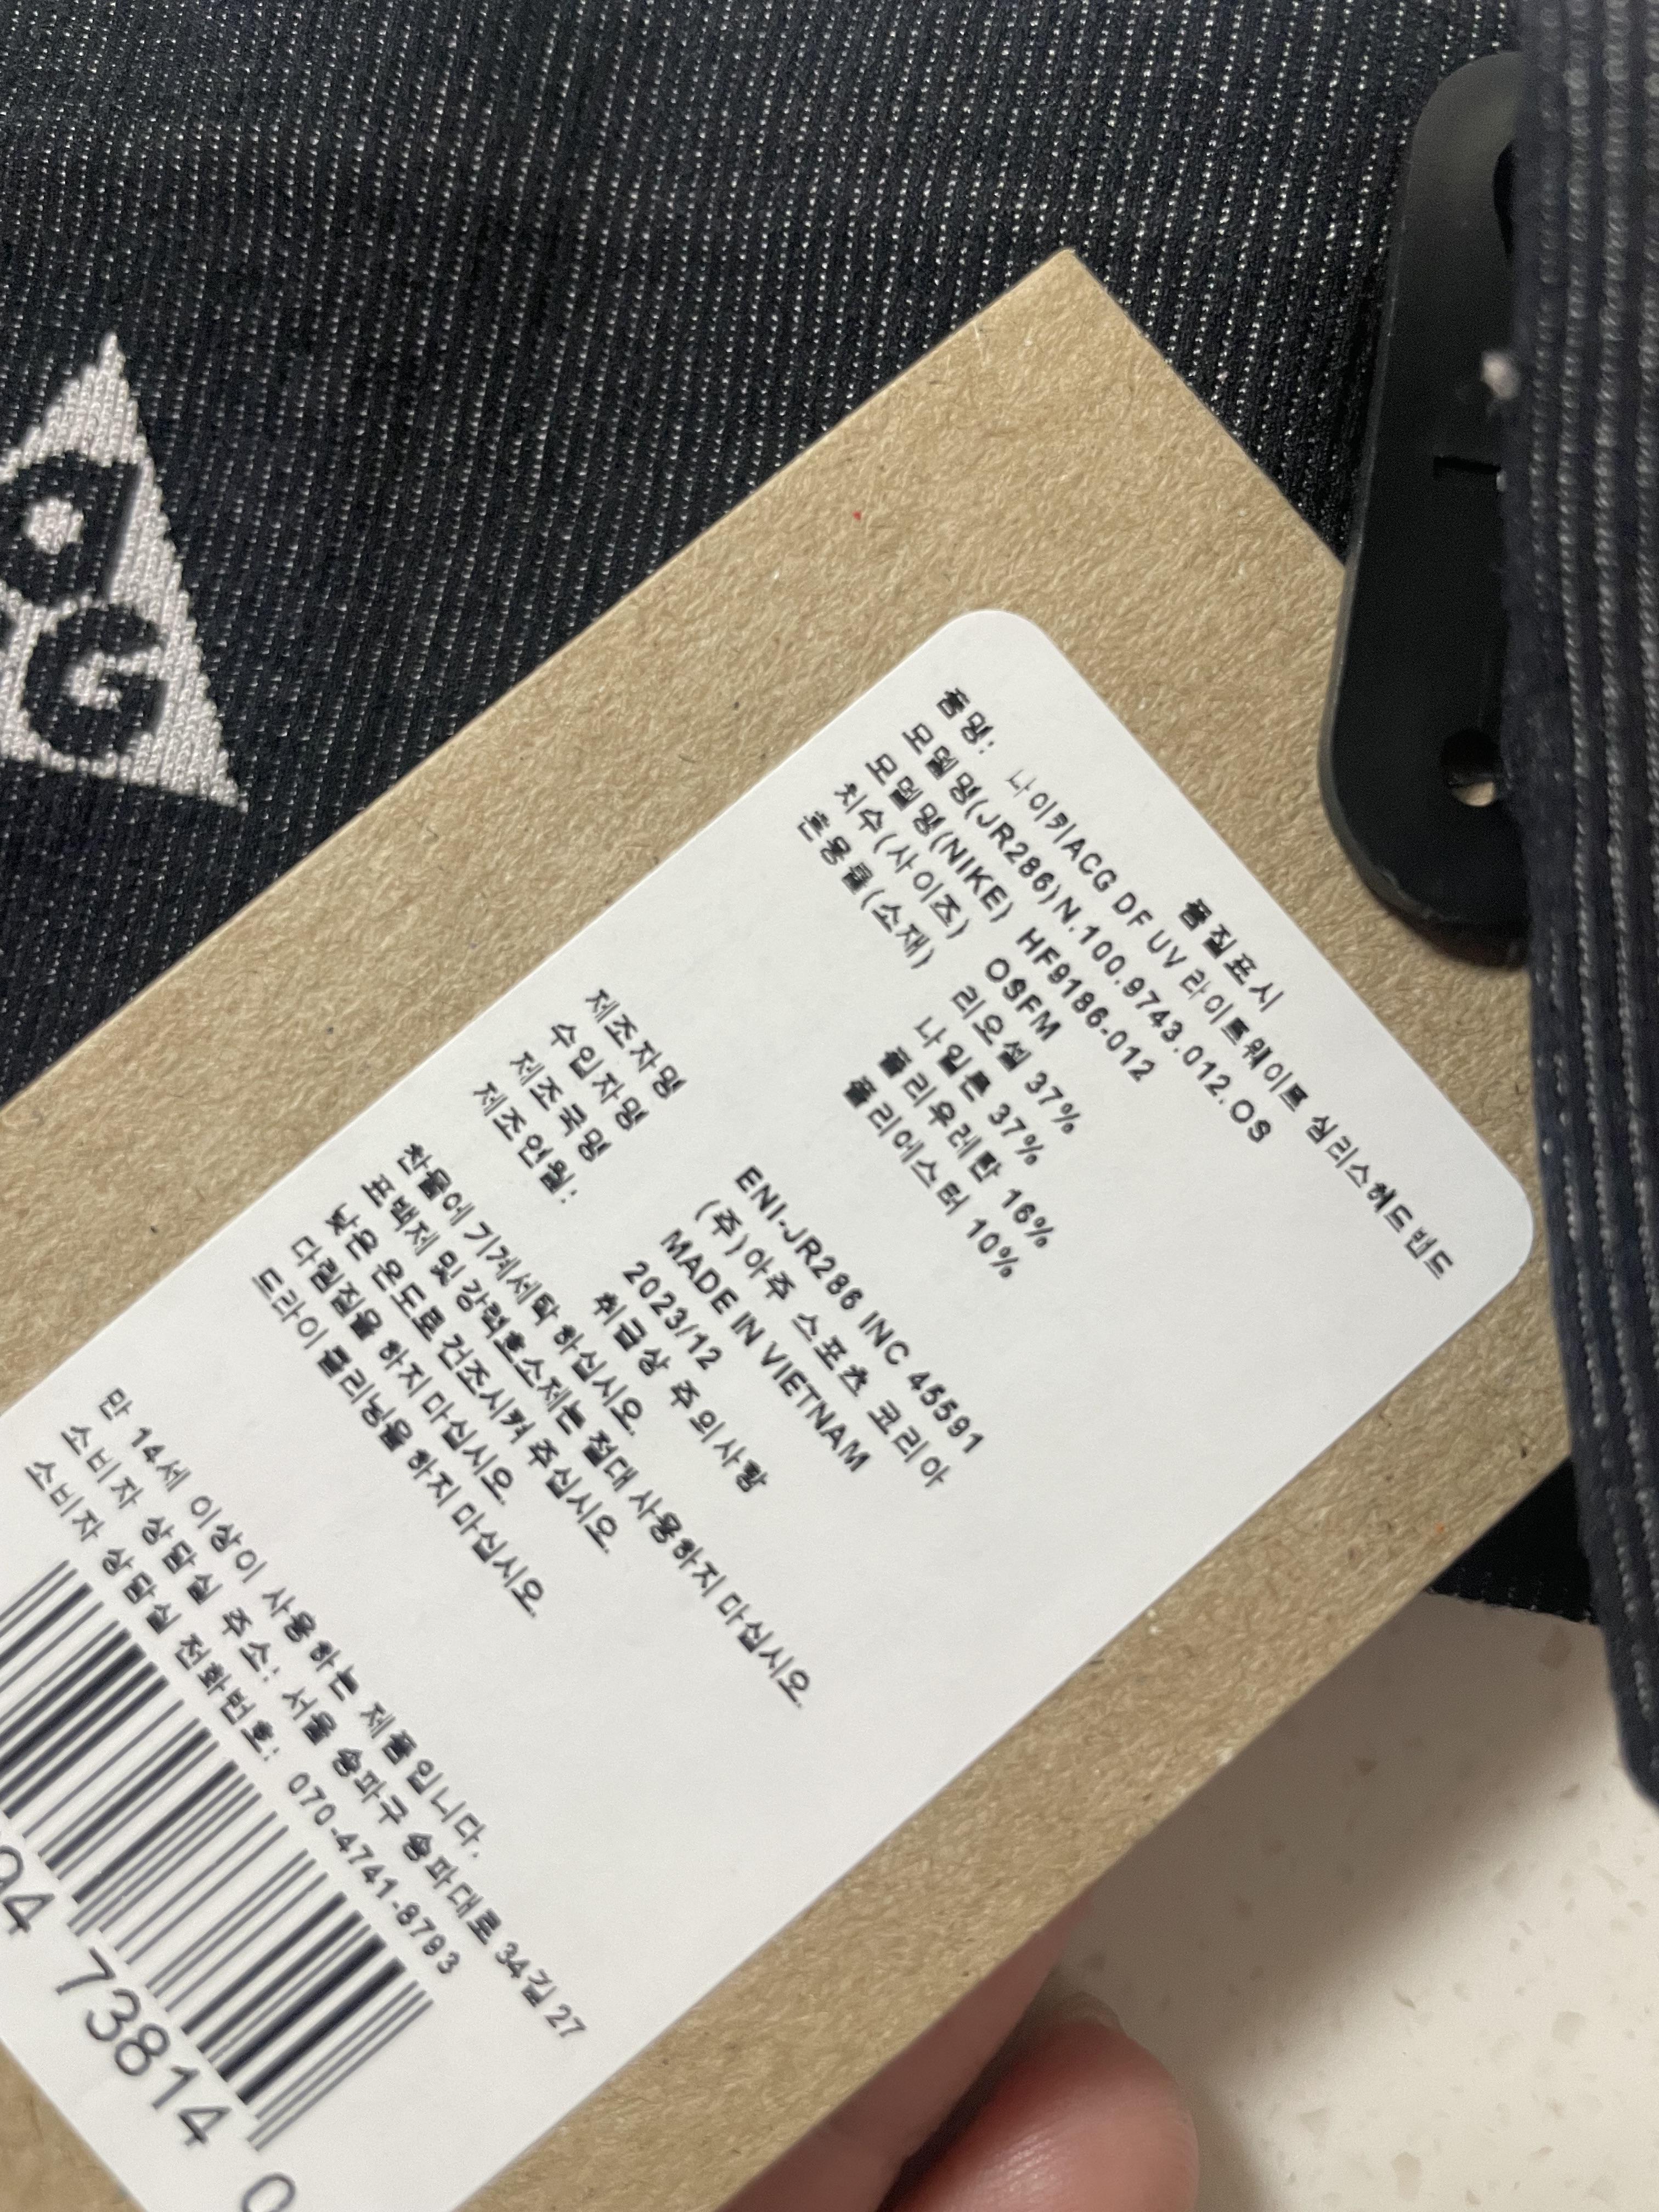 품질표시
품명: 나이키ACG DF UV 라이트웨이트 심리스헤드밴드
모델명(JR286)N.100.9743.012.OS
모델명(NIKE) HF9186-012
치수(사이즈) OSFM
혼용률(소재) 리오셀 37%
나일론 37%
폴리우레탄 16%
폴리에스터 10%
제조자명 ENI-JR286 INC 45591
수입자명 (주)아주 스포츠 코리아
제조국명 MADE IN VIETNAM
제조연월: 2023/12
취급상 주의사항
찬물에 기계세탁 하십시오.
표백제 및 강력효소제는 절대 사용하지 마십시오.
낮은 온도로 건조시켜 주십시오.
다림질을 하지 마십시오.
드라이 클리닝을 하지 마십시오.
만 14세 이상이 사용하는 제품입니다.
소비자 상담실 주소: 서울 송파구 송파대로 34길 27
소비자 상담실 전화번호: 070-4741-8793
94 73814 0
G